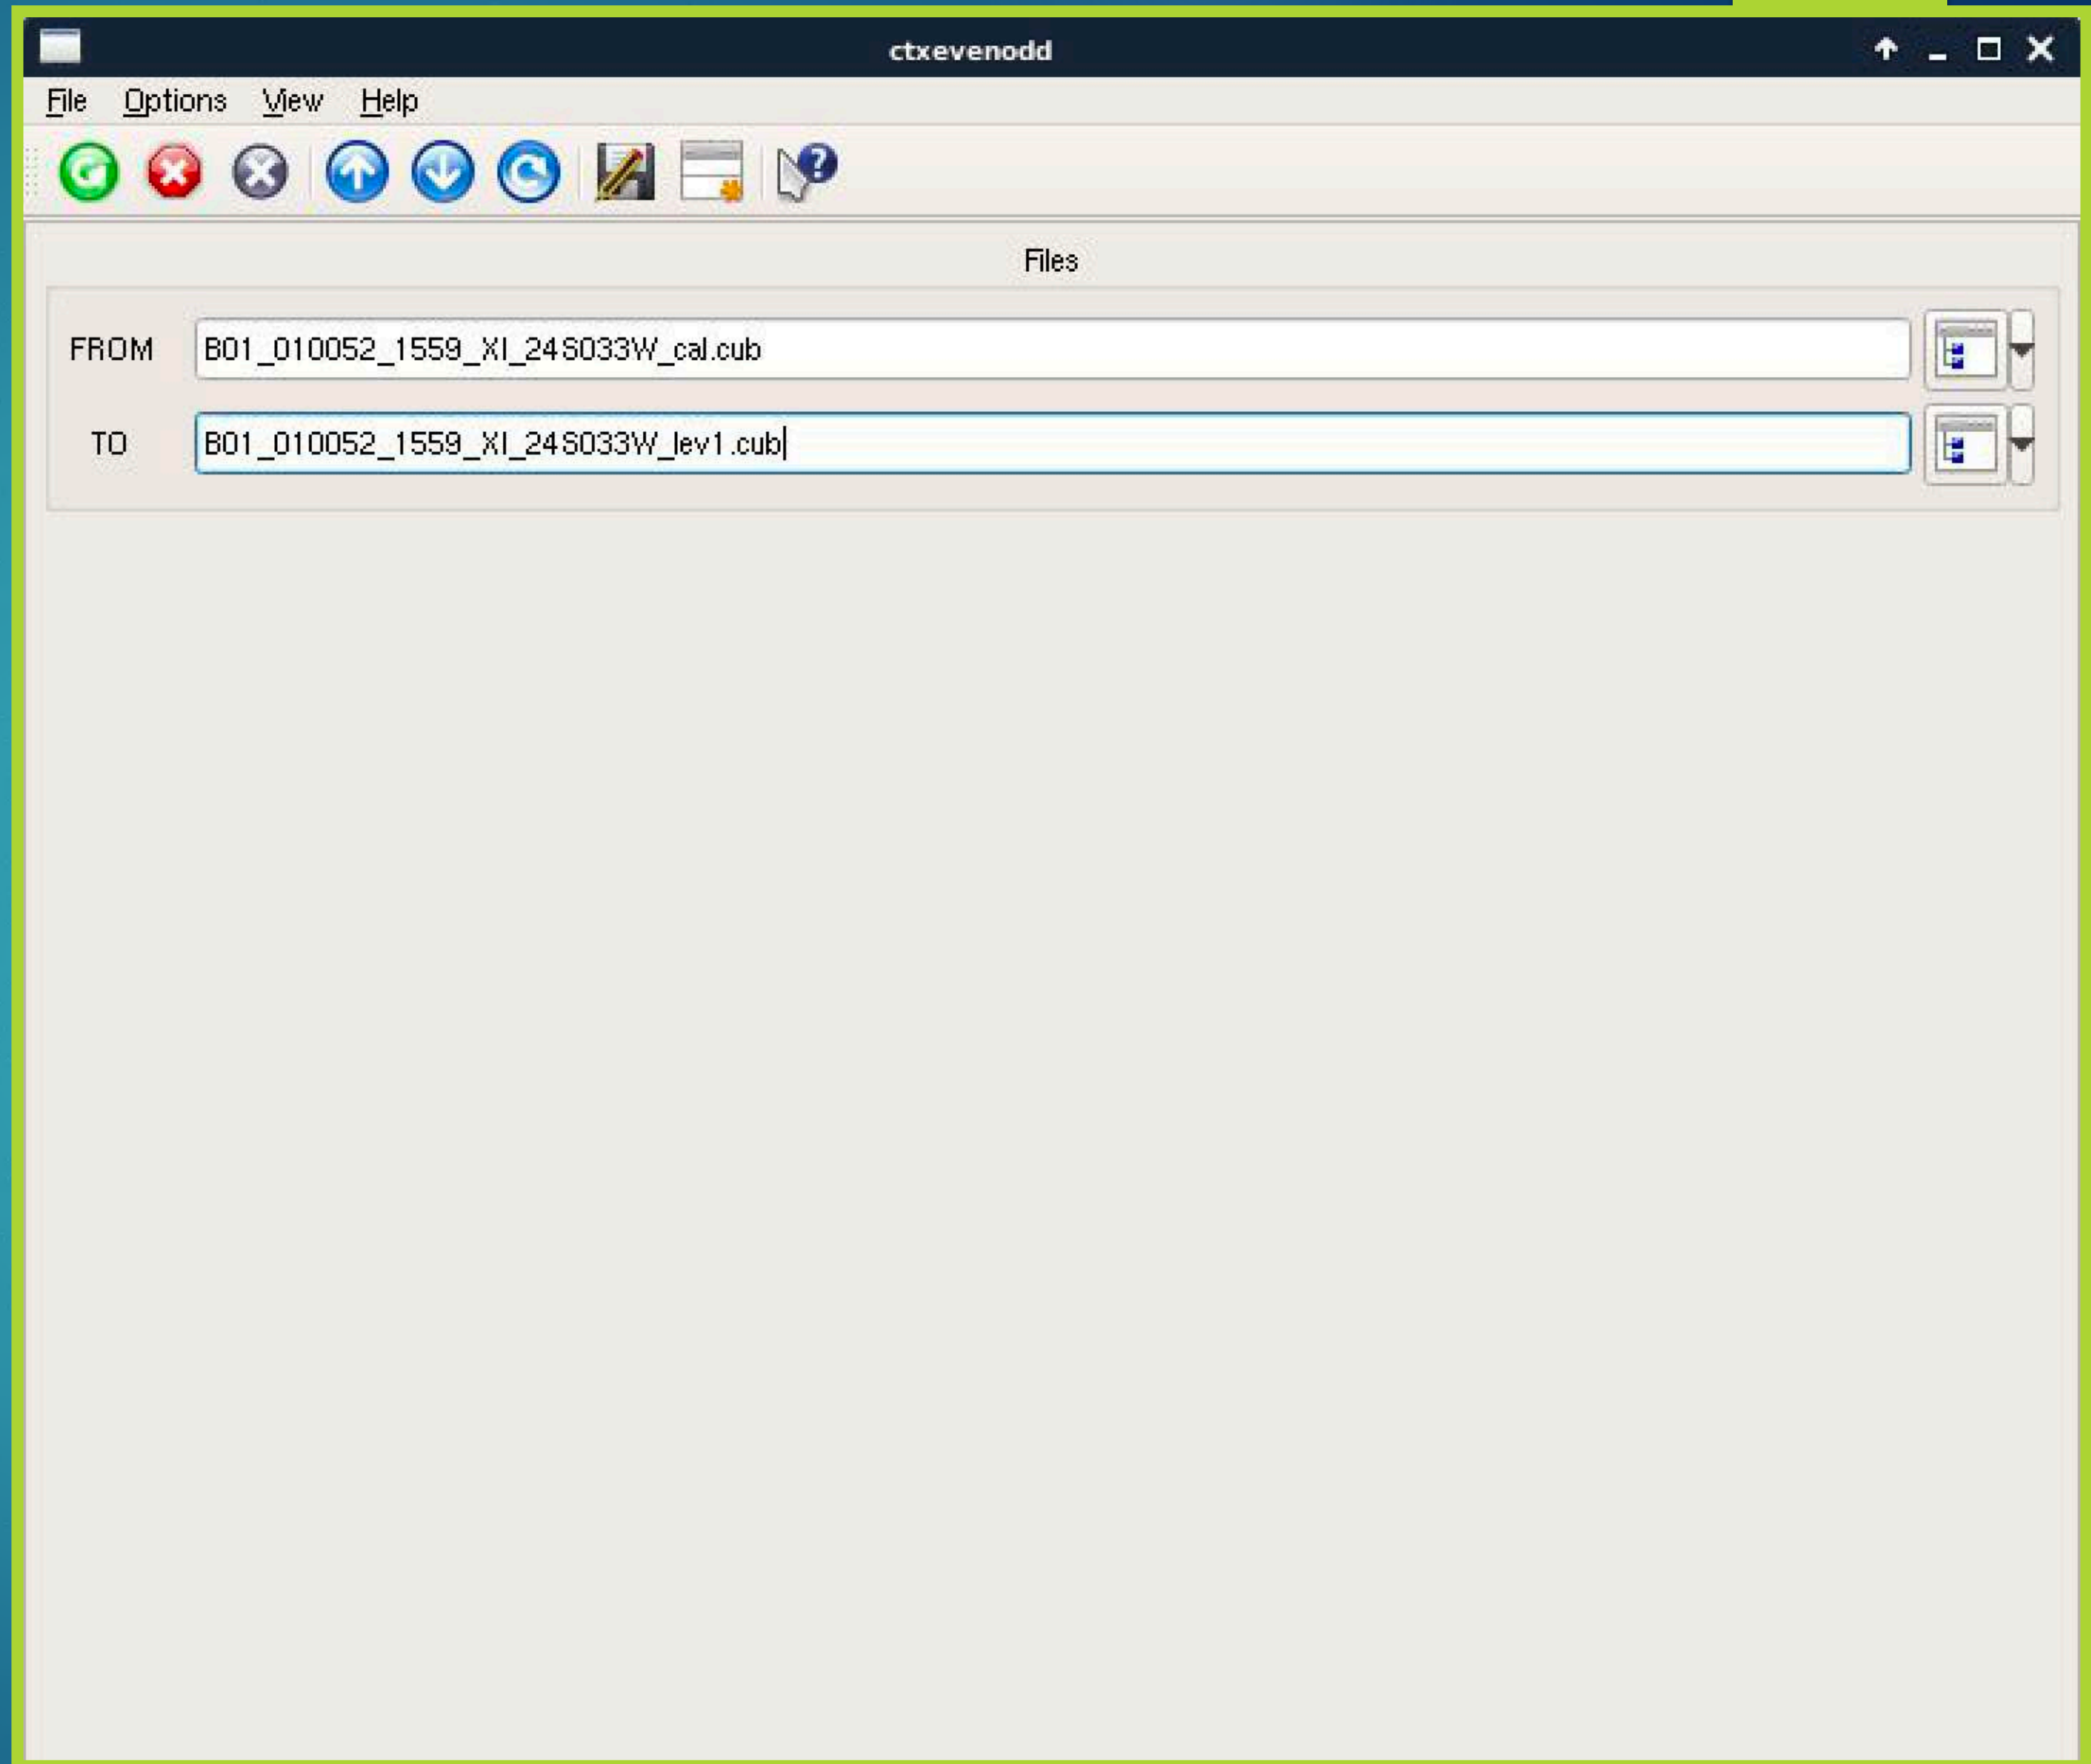 ctxevenodd
File Options View Help
Files
FROM B01_010052_1559_XI_24S033W_cal.cub
TO B01_010052_1559_XI_24S033W_lev1.cub